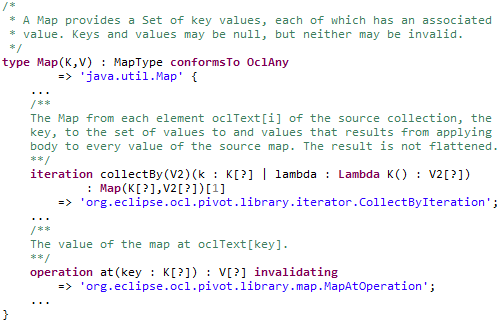 /*
 * A Map provides a Set of key values, each of which has an associated
 * value. Keys and values may be null, but neither may be invalid.
 */
type Map(K,V) : MapType conformsTo OclAny
        => 'java.util.Map' {
    ...
    /**
    The Map from each element oclText[i] of the source collection, the
    key, to the set of values to and values that results from applying
    body to every value of the source map. The result is not flattened.
    **/
    iteration collectBy(V2)(k : K[?] | lambda : Lambda K() : V2[?])
            : Map(K[?],V2[?])[1]
        => 'org.eclipse.ocl.pivot.library.iterator.CollectByIteration';
    ...
    /**
    The value of the map at oclText[key].
    **/
    operation at(key : K[?]) : V[?] invalidating
        => 'org.eclipse.ocl.pivot.library.map.MapAtOperation';
    ...
}